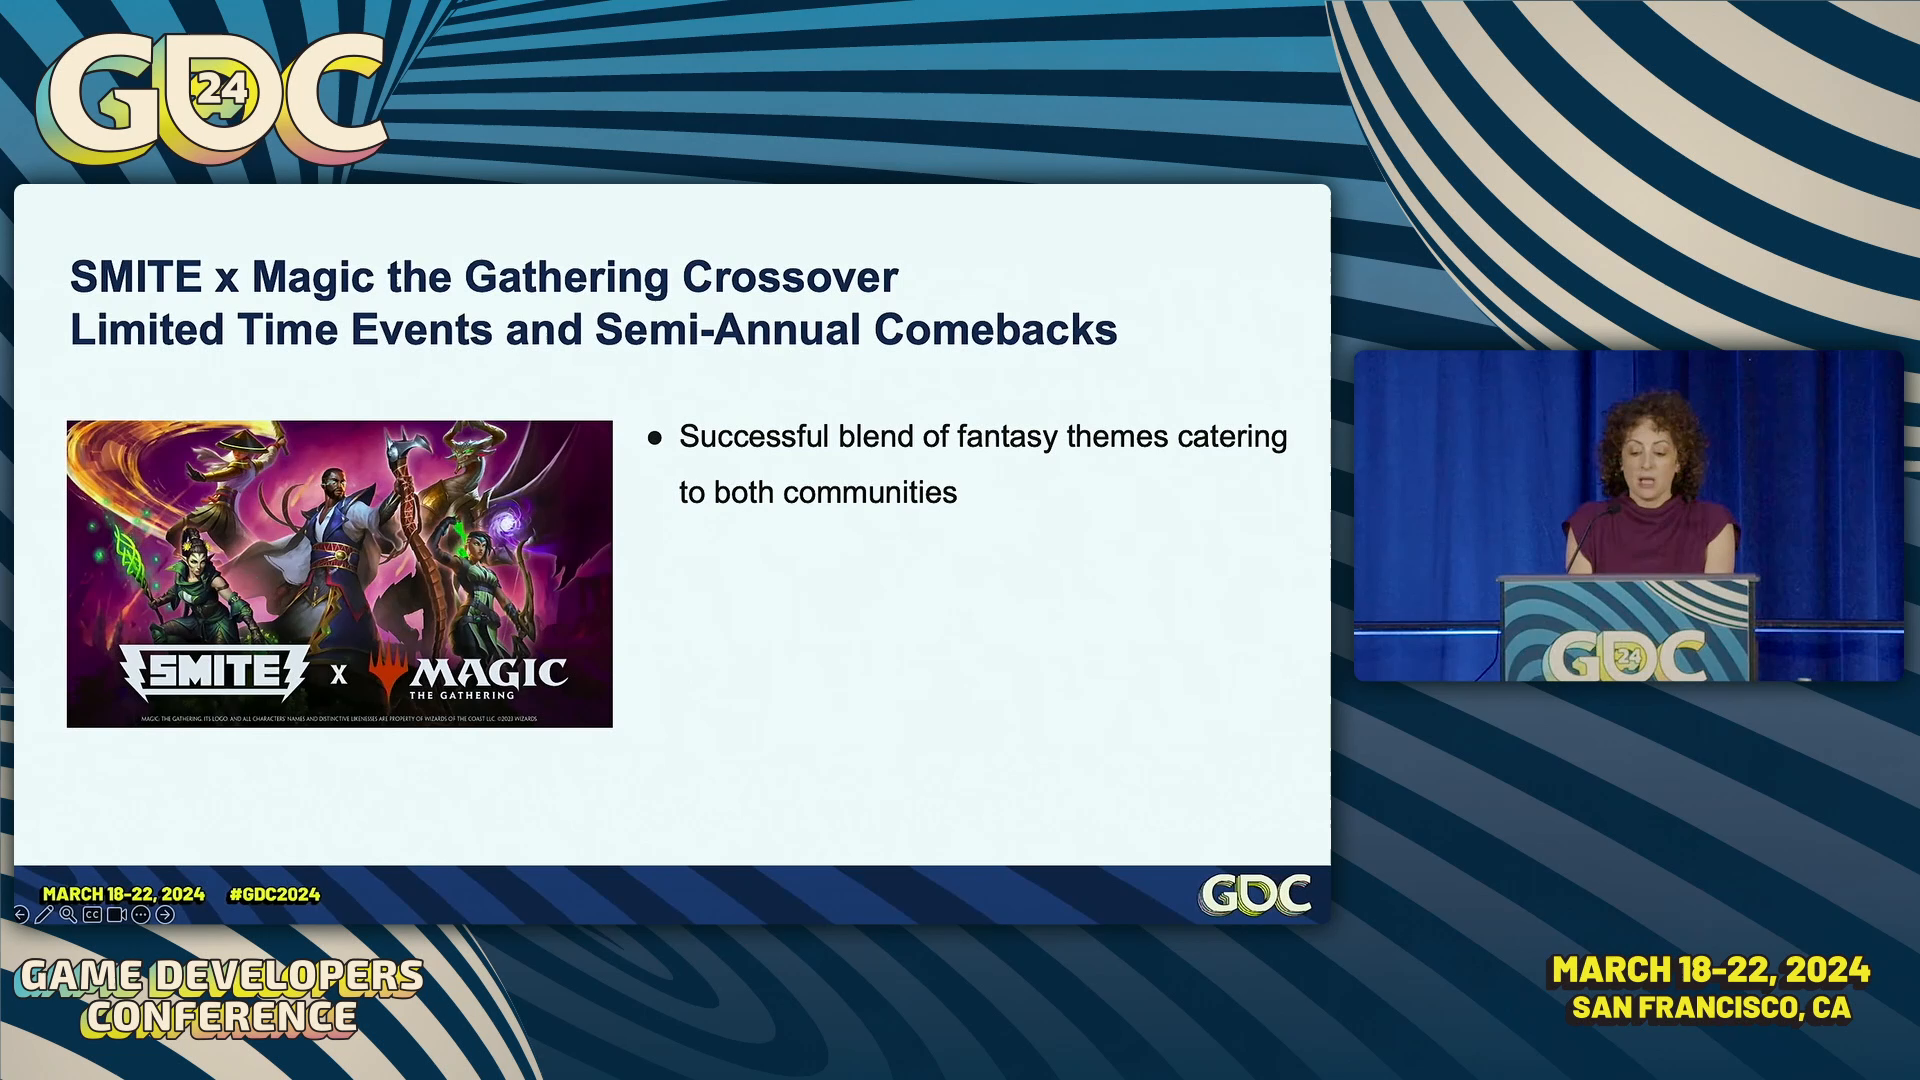 GDC
24
SMITE x Magic the Gathering Crossover
Limited Time Events and Semi-Annual Comebacks
● Successful blend of fantasy themes catering
to both communities
SMITE x MAGIC
THE GATHERING
MAGIC: THE GATHERING, ITS LOGO AND ALL CHARACTERS' NAMES AND DISTINCTIVE LIKENESSES ARE PROPERTY OF WIZARDS OF THE COAST LLC. ©2023 WIZARDS
GDC
24
MARCH 18-22, 2024 #GDC2024
CC
GDC
GAME DEVELOPERS
CONFERENCE
MARCH 18-22, 2024
SAN FRANCISCO, CA